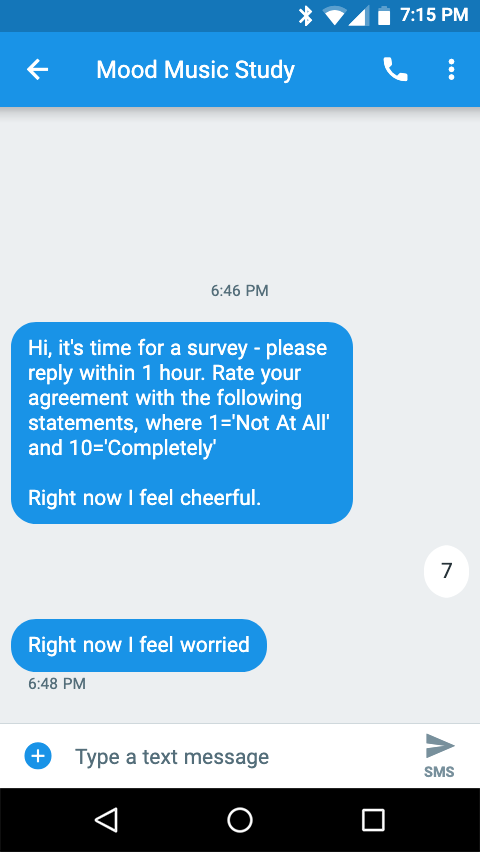 7:15 PM
Mood Music Study
6:46 PM
Hi, it's time for a survey - please
reply within 1 hour. Rate your
agreement with the following
statements, where 1='Not At All'
and 10='Completely'
Right now I feel cheerful.
7
Right now I feel worried
6:48 PM
Type a text message
SMS